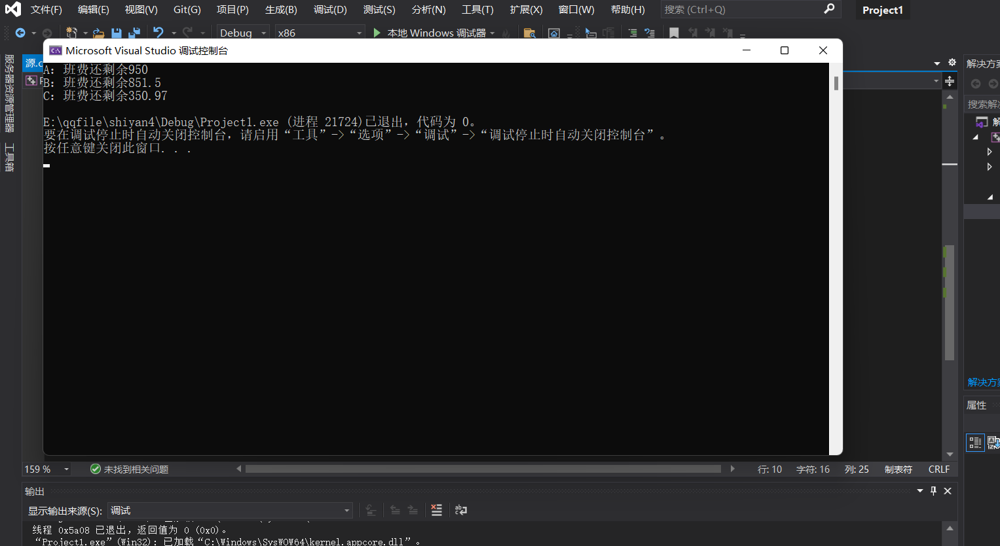 文件(F) 编辑(E) 视图(V) Git(G) 项目(P) 生成(B) 调试(D) 测试(S) 分析(N) 工具(T) 扩展(X) 窗口(W) 帮助(H) 搜索 (Ctrl+Q) Project1
Debug x86 本地 Windows 调试器
服务器资源管理器
工具箱
源.c
Microsoft Visual Studio 调试控制台
A：班费还剩余950
B：班费还剩余851.5
C：班费还剩余350.97
E:\qqfile\shiyan4\Debug\Project1.exe (进程 21724)已退出，代码为 0。
要在调试停止时自动关闭控制台，请启用“工具”->“选项”->“调试”->“调试停止时自动关闭控制台”。
按任意键关闭此窗口. . .
解决方案
搜索解决
解
解决方案
属性
159 % 未找到相关问题 行: 10 字符: 16 列: 25 制表符 CRLF
输出
显示输出来源(S): 调试
线程 0x5a08 已退出，返回值为 0 (0x0)。
“Project1.exe”(Win32): 已加载“C:\Windows\SysWOW64\kernel.appcore.dll”。